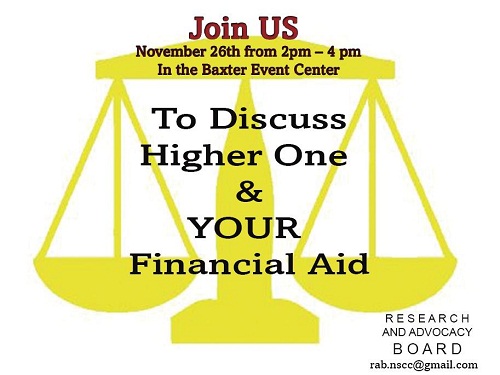 Join US
November 26th from 2pm – 4 pm
In the Baxter Event Center
To Discuss
Higher One
&
YOUR
Financial Aid
RESEARCH
AND ADVOCACY
BOARD
rab.nscc@gmail.com